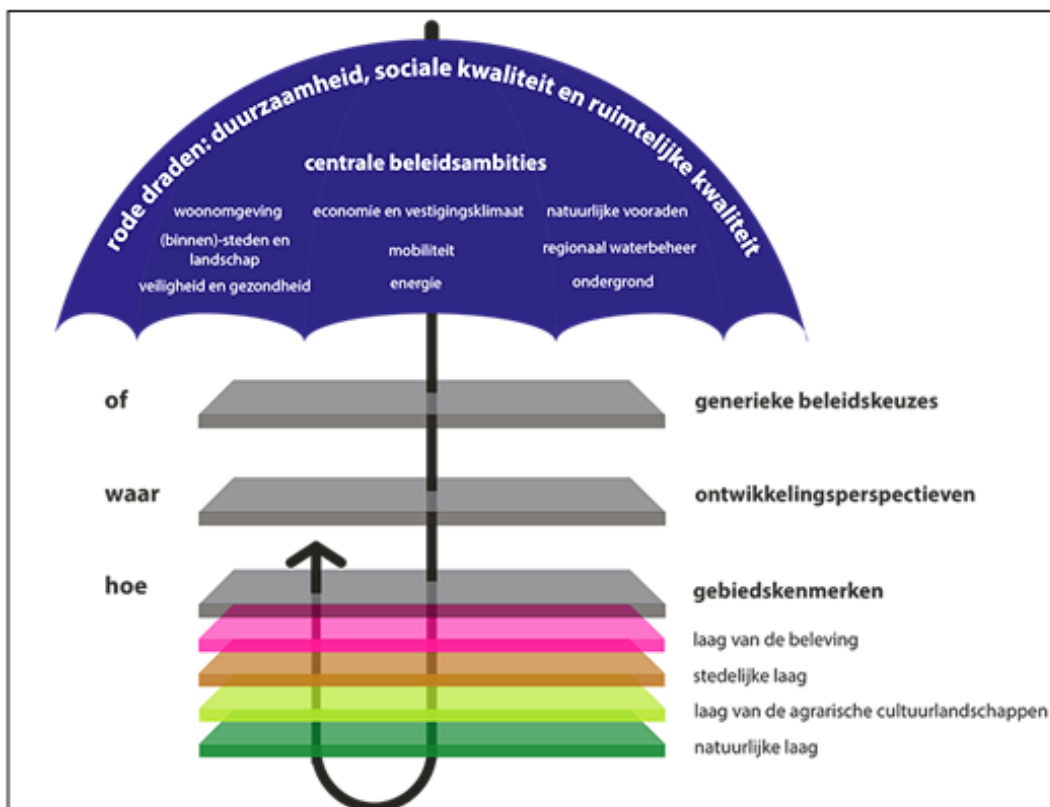 rode draden: duurzaamheid, sociale kwaliteit en ruimtelijke kwaliteit
centrale beleidsambities
woonomgeving
economie en vestigingsklimaat
natuurlijke vooraden
(binnen)-steden en
landschap
mobiliteit
regionaal waterbeheer
veiligheid en gezondheid
energie
ondergrond
of
generieke beleidskeuzes
waar
ontwikkelingsperspectieven
hoe
gebiedskenmerken
laag van de beleving
stedelijke laag
laag van de agrarische cultuurlandschappen
natuurlijke laag